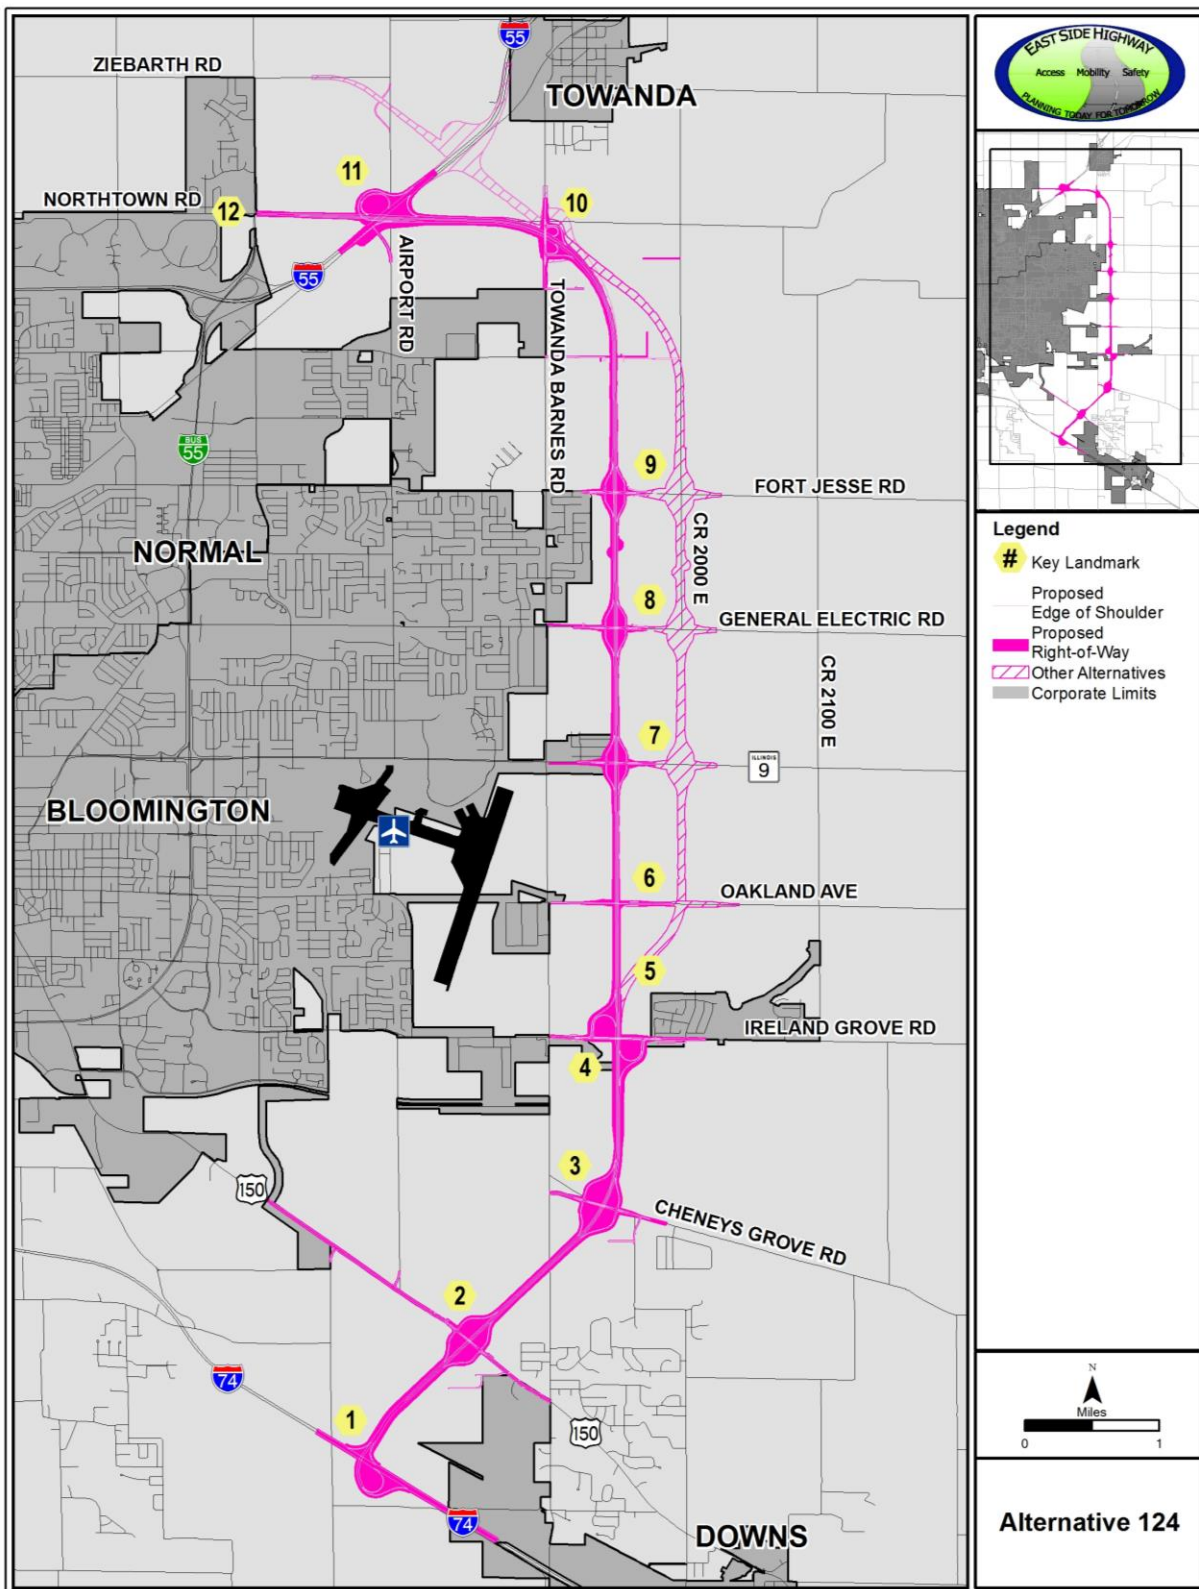 ZIEBARTH RD
55
TOWANDA
11
NORTHTOWN RD
12
10
55
AIRPORT RD
TOWANDA BARNES RD
BUS
55
9
FORT JESSE RD
NORMAL
CR 2000 E
8
GENERAL ELECTRIC RD
CR 2100 E
7
ILLINOIS
9
BLOOMINGTON
6
OAKLAND AVE
5
IRELAND GROVE RD
4
3
150
CHENEYS GROVE RD
2
74
1
150
74
DOWNS
EAST SIDE HIGHWAY
Access Mobility Safety
PLANNING TODAY FOR TOMORROW
Legend
# Key Landmark
Proposed
Edge of Shoulder
Proposed
Right-of-Way
Other Alternatives
Corporate Limits
N
Miles
0 1
Alternative 124